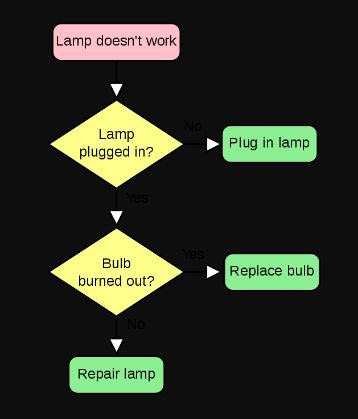 Lamp doesn't work
Lamp
plugged in?
No
Plug in lamp
Yes
Bulb
burned out?
Yes
Replace bulb
No
Repair lamp